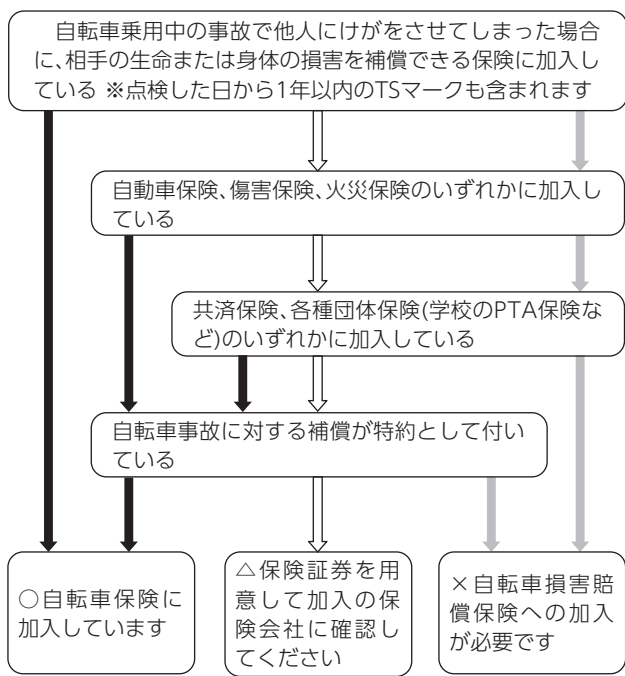 自転車乗用中の事故で他人にけがをさせてしまった場合
に、相手の生命または身体の損害を補償できる保険に加入し
ている ※点検した日から1年以内のTSマークも含まれます
自動車保険、傷害保険、火災保険のいずれかに加入し
ている
共済保険、各種団体保険(学校のPTA保険な
ど)のいずれかに加入している
自転車事故に対する補償が特約として付い
ている
○自転車保険に
加入しています
△保険証券を用
意して加入の保
険会社に確認し
てください
×自転車損害賠
償保険への加入
が必要です